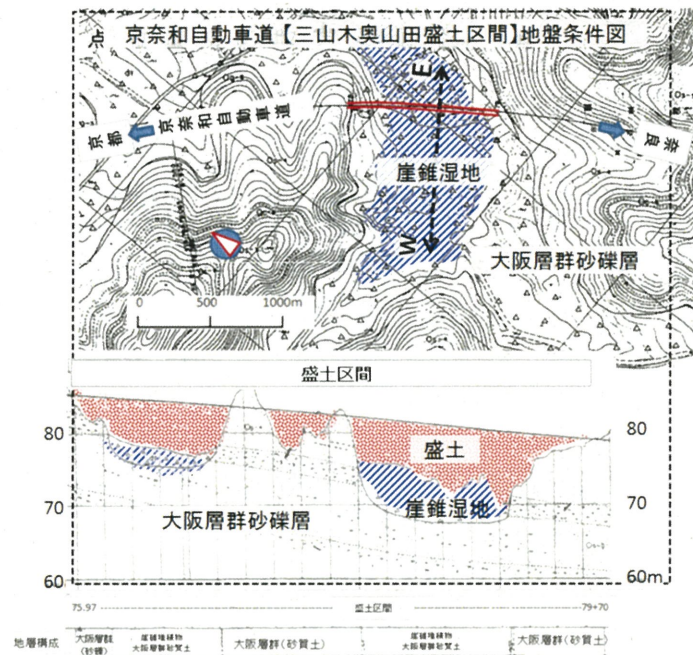 点 京奈和自動車道【三山木奥山田盛土区間】地盤条件図
京都
京奈和自動車道
奈良
E
崖錐湿地
W
大阪層群砂礫層
0 500 1000m
盛土区間
80 80
盛土
70 崖錐湿地 70
大阪層群砂礫層
60 60m
75.97 盛土区間 79+70
地層構成
大阪層群
(砂礫)
崖錐堆積物
大阪層群砂質土
大阪層群(砂質土)
崖錐堆積物
大阪層群砂質土
大阪層群(砂質土)